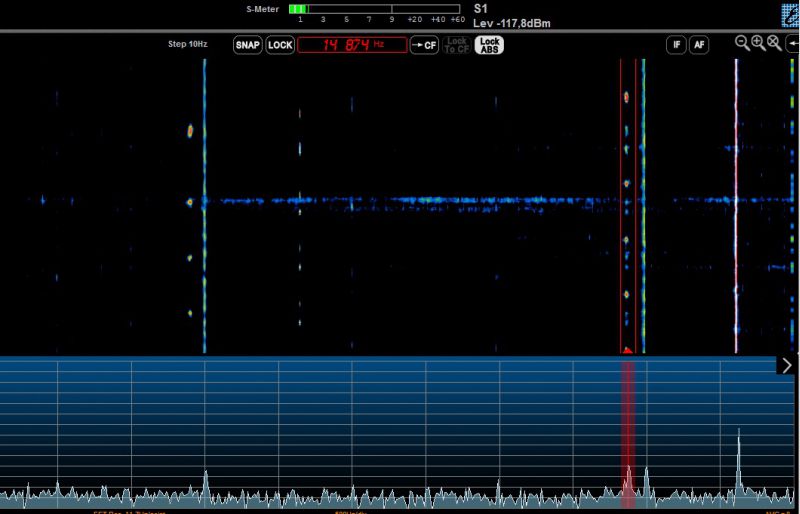 S-Meter
1 3 5 7 9 +20 +40 +60
S1
Lev -117,8dBm
Step 10Hz
SNAP
LOCK
14 874 Hz
→CF
Lock To CF
Lock ABS
IF
AF